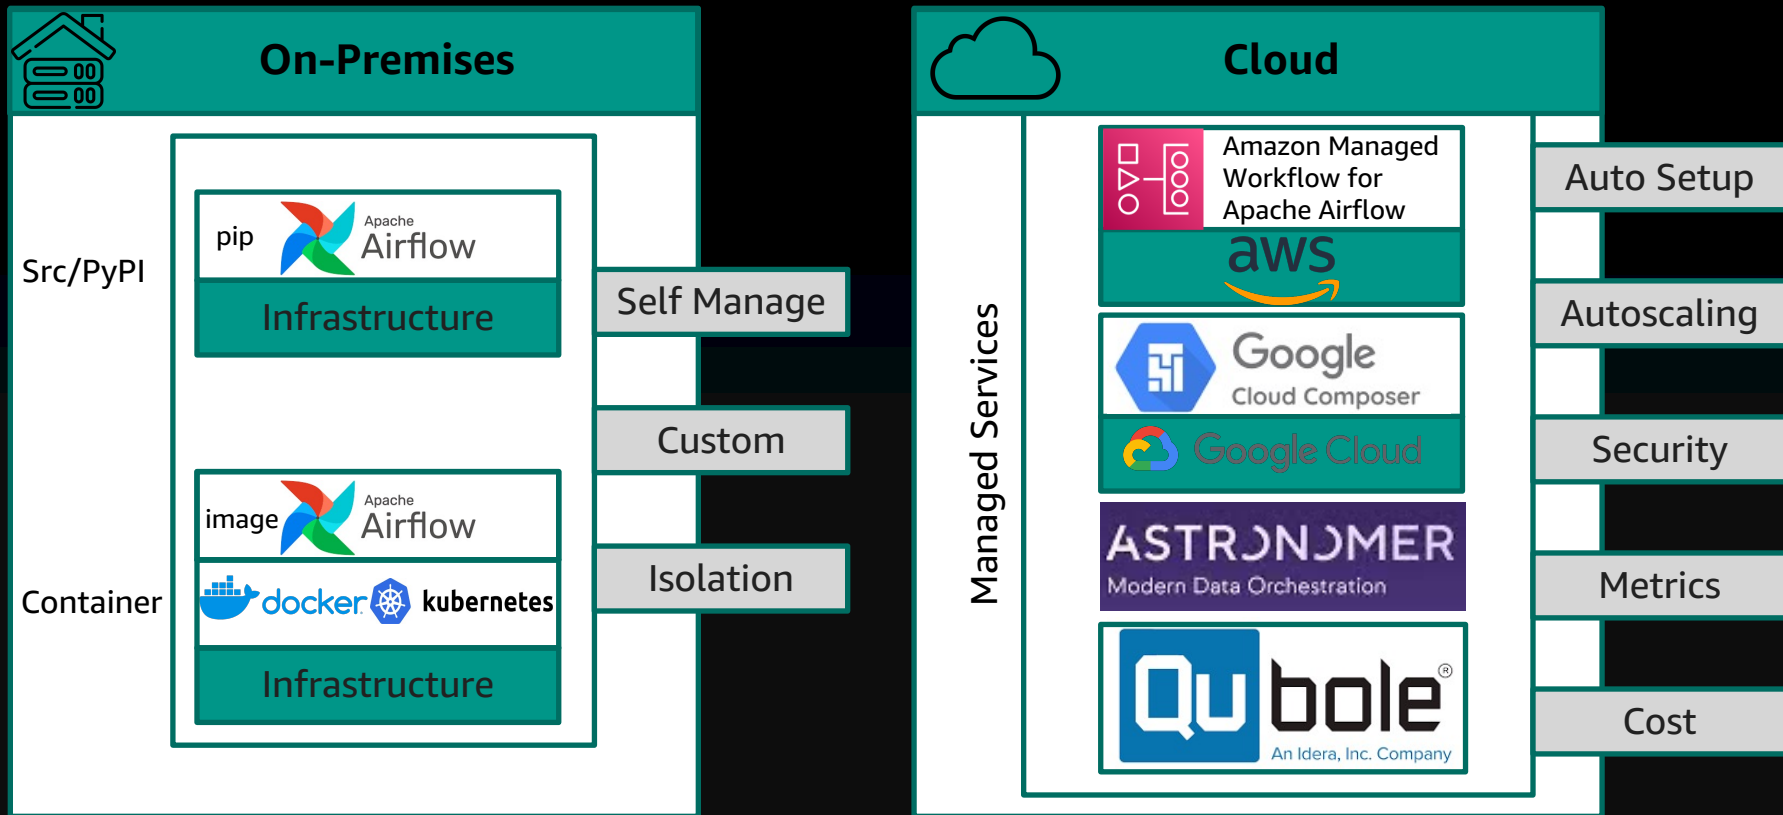 On-Premises
Src/PyPI
pip
Apache
Airflow
Infrastructure
Container
image
Apache
Airflow
docker
kubernetes
Infrastructure
Self Manage
Custom
Isolation
Cloud
Managed Services
Amazon Managed
Workflow for
Apache Airflow
aws
Google
Cloud Composer
Google Cloud
ASTRONOMER
Modern Data Orchestration
Qubole®
An Idera, Inc. Company
Auto Setup
Autoscaling
Security
Metrics
Cost